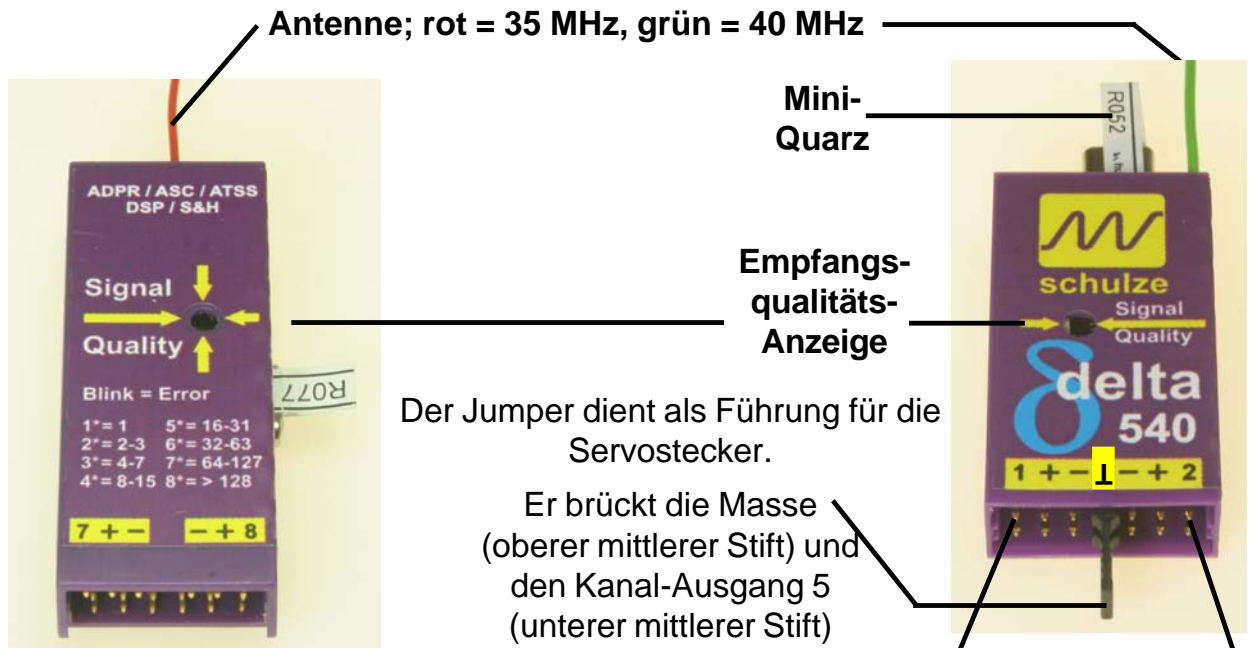 Antenne; rot = 35 MHz, grün = 40 MHz
Mini-
Quarz
R052
ADPR / ASC / ATSS
DSP / S&H
Signal
Quality
Blink = Error
1*= 1 5*= 16-31
2*= 2-3 6*= 32-63
3*= 4-7 7*= 64-127
4*= 8-15 8*= > 128
7 + - - + 8
R077
Empfangs-
qualitäts-
Anzeige
schulze
Signal
Quality
δ delta
540
1 + - ⊥ - + 2
Der Jumper dient als Führung für die
Servostecker.
Er brückt die Masse
(oberer mittlerer Stift) und
den Kanal-Ausgang 5
(unterer mittlerer Stift)